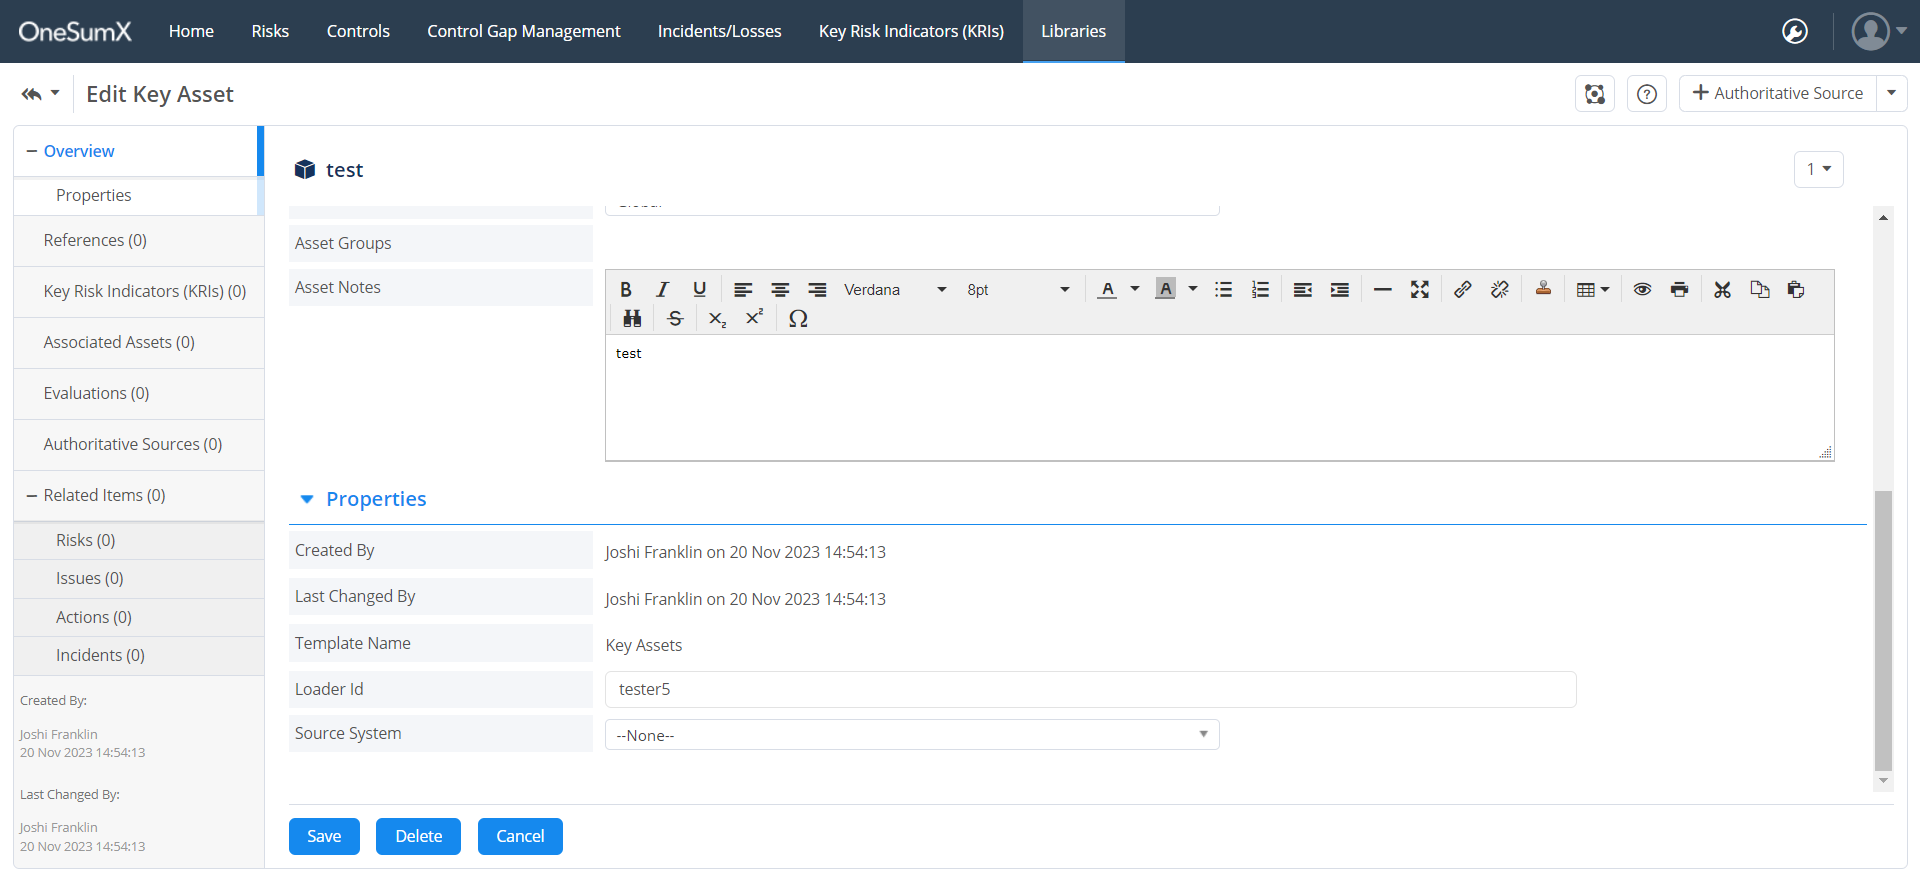 OneSumX Home Risks Controls Control Gap Management Incidents/Losses Key Risk Indicators (KRIs) Libraries
Edit Key Asset
Authoritative Source
Overview
Properties
References (0)
Key Risk Indicators (KRIs) (0)
Associated Assets (0)
Evaluations (0)
Authoritative Sources (0)
Related Items (0)
Risks (0)
Issues (0)
Actions (0)
Incidents (0)
Created By:
Joshi Franklin
20 Nov 2023 14:54:13
Last Changed By:
Joshi Franklin
20 Nov 2023 14:54:13
test
1
Asset Groups
Asset Notes
B I U Verdana 8pt A A
S X₂ X² Ω
test
Properties
Created By Joshi Franklin on 20 Nov 2023 14:54:13
Last Changed By Joshi Franklin on 20 Nov 2023 14:54:13
Template Name Key Assets
Loader Id tester5
Source System --None--
Save Delete Cancel